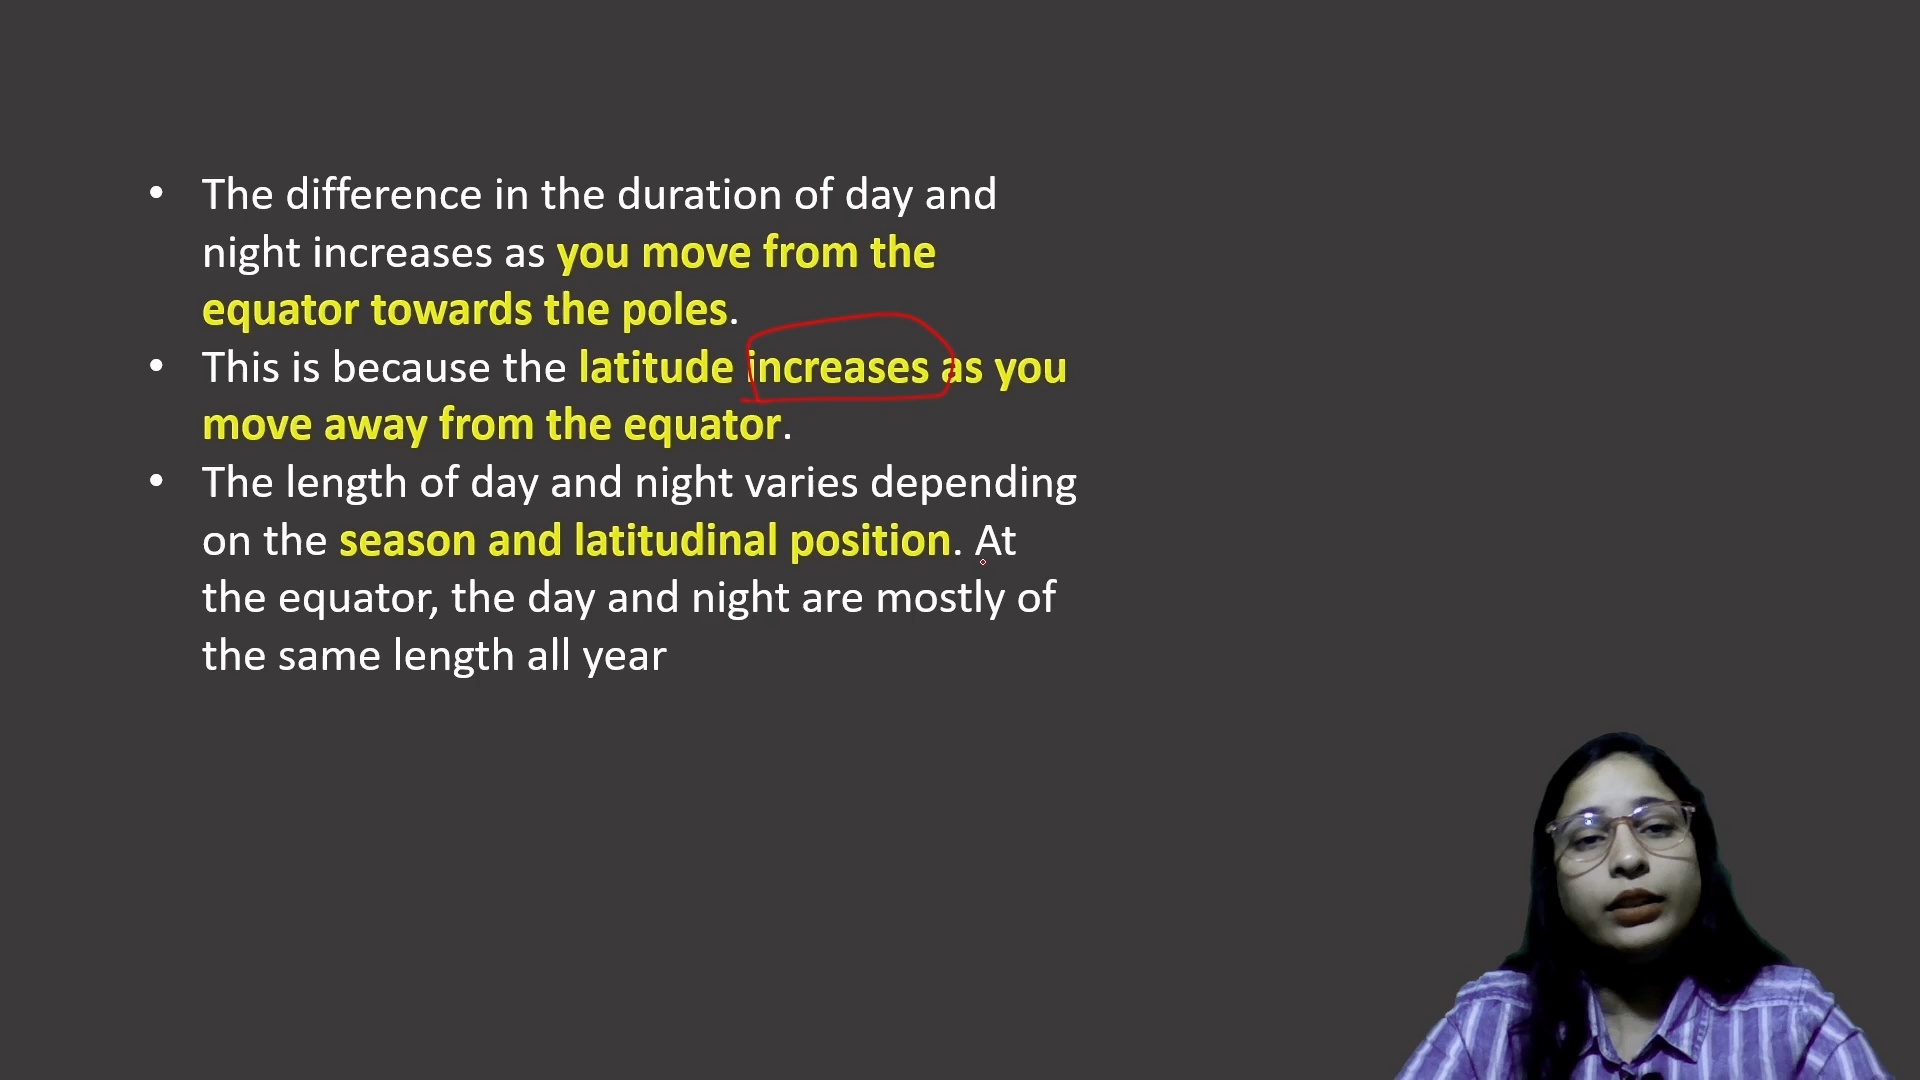 • The difference in the duration of day and
night increases as you move from the
equator towards the poles.
• This is because the latitude increases as you
move away from the equator.
• The length of day and night varies depending
on the season and latitudinal position. At
the equator, the day and night are mostly of
the same length all year